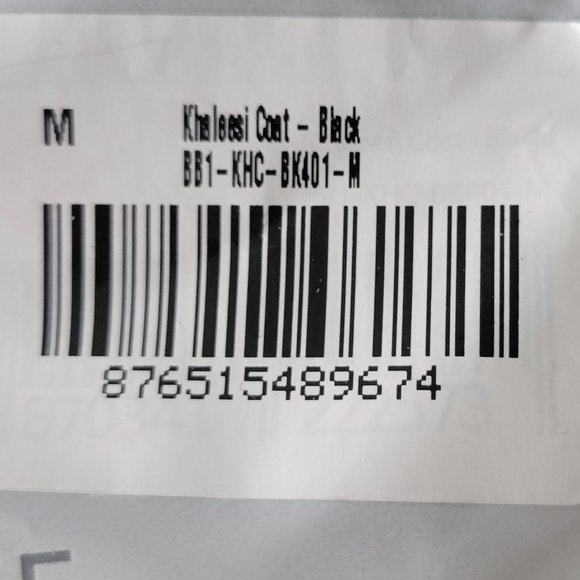 M Khaleesi Coat - Black
BB1-KHC-BK401-M
876515489674